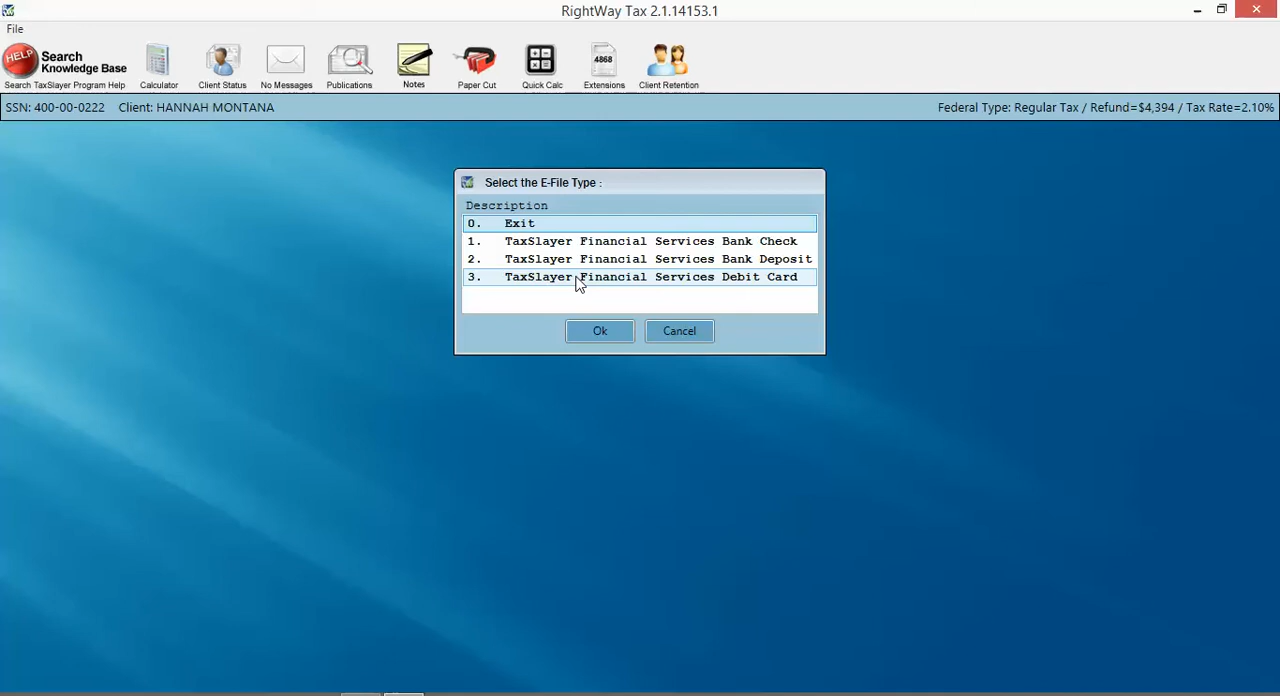 RightWay Tax 2.1.14153.1
File
HELP Search Knowledge Base
4868
Search TaxSlayer Program Help Calculator Client Status No Messages Publications Notes Paper Cut Quick Calc Extensions Client Retention
SSN: 400-00-0222 Client: HANNAH MONTANA Federal Type: Regular Tax / Refund=$4,394 / Tax Rate=2.10%
Select the E-File Type :
Description
0. Exit
1. TaxSlayer Financial Services Bank Check
2. TaxSlayer Financial Services Bank Deposit
3. TaxSlayer Financial Services Debit Card
Ok Cancel